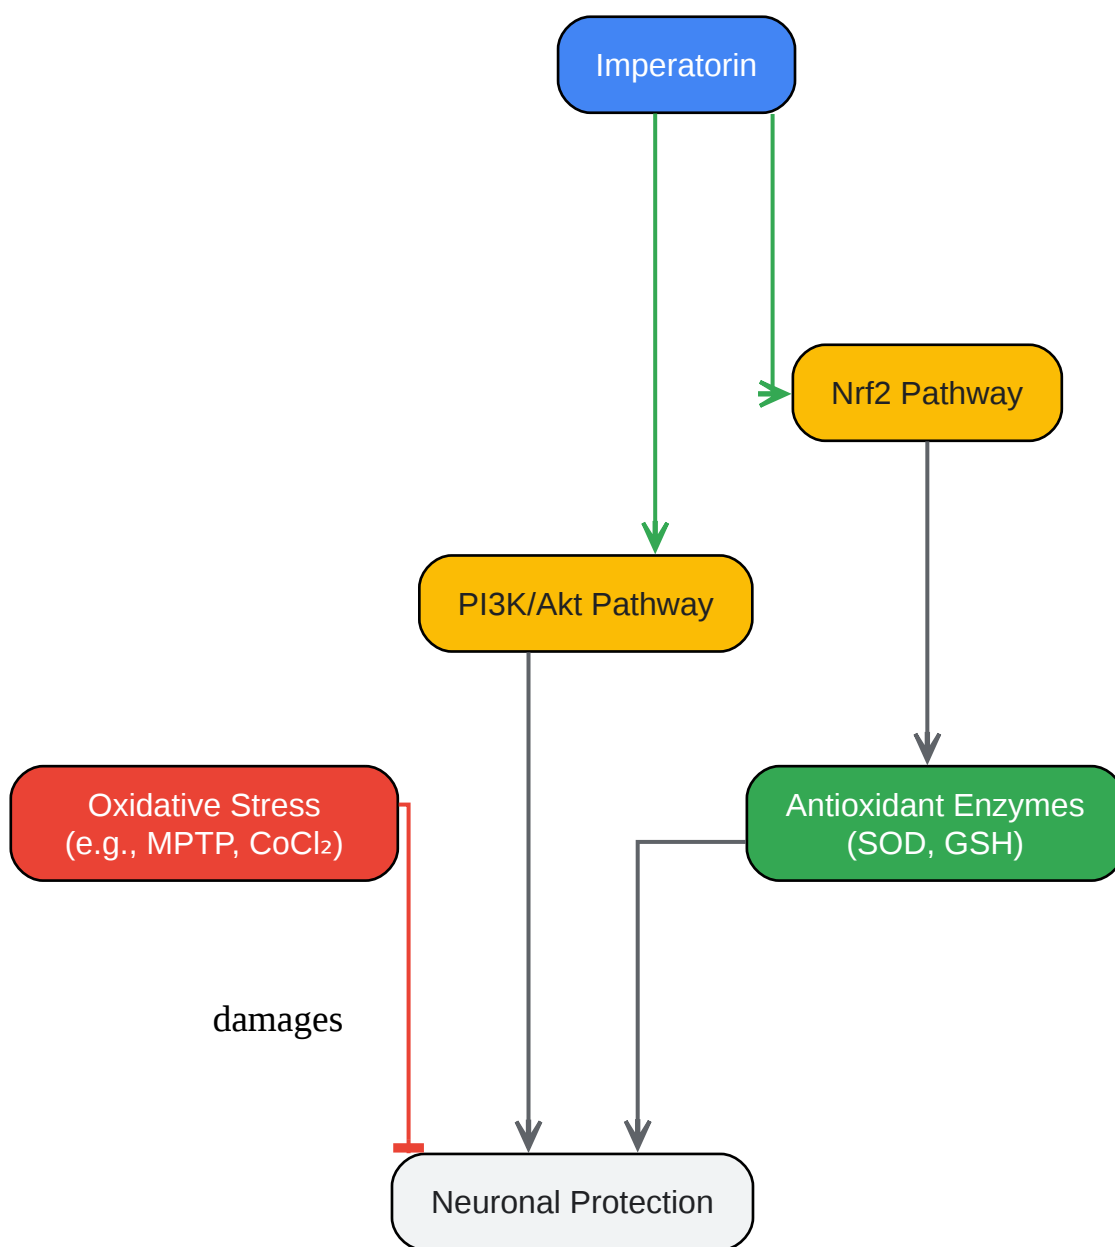 Imperatorin
Nrf2 Pathway
PI3K/Akt Pathway
Oxidative Stress
(e.g., MPTP, CoCl₂)
Antioxidant Enzymes
(SOD, GSH)
damages
Neuronal Protection